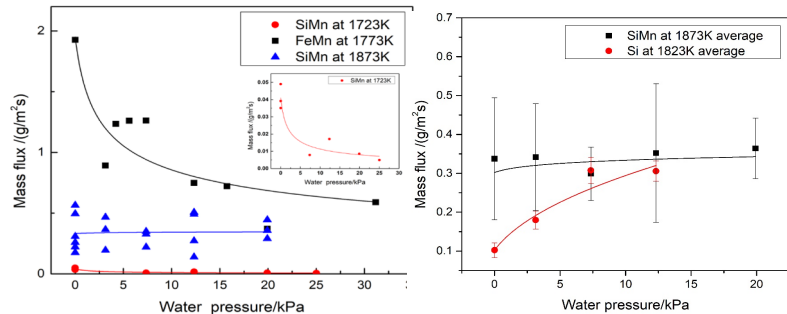 SiMn at 1723K
FeMn at 1773K
SiMn at 1873K
2
1
0
Mass flux /(g/m²s)
0 5 10 15 20 25 30
Water pressure/kPa
SiMn at 1723K
0.05
0.04
0.03
0.02
0.01
0
Mass flux/(g/m²s)
0 5 10 15 20 25 30
Water pressure/kPa
SiMn at 1873K average
Si at 1823K average
0.7
0.6
0.5
0.4
0.3
0.2
0.1
Mass flux /(g/m²s)
0 5 10 15 20
Water pressure/kPa